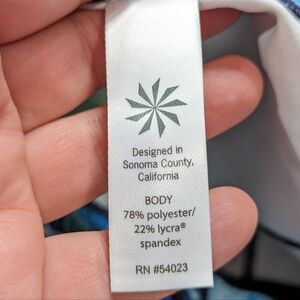 Designed in
Sonoma County,
California
BODY
78% polyester/
22% lycra®
spandex
RN #54023